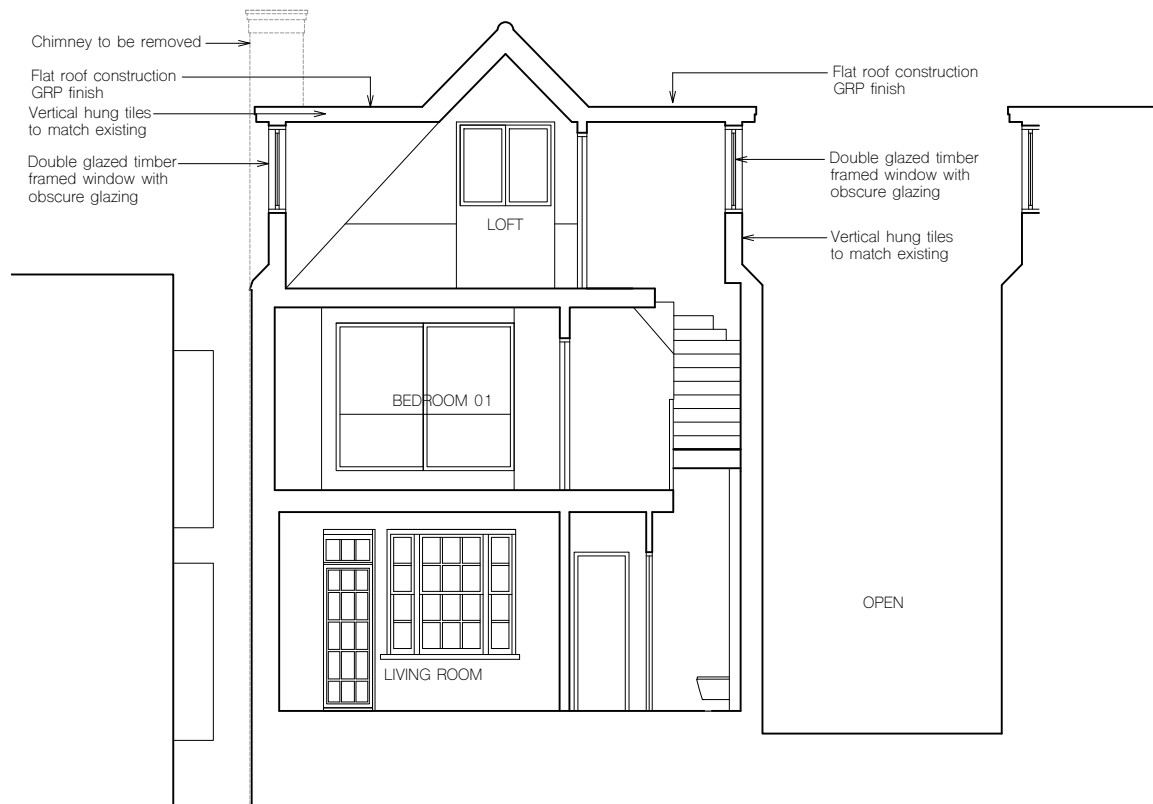 Chimney to be removed
Flat roof construction
GRP finish
Vertical hung tiles
to match existing
Double glazed timber
framed window with
obscure glazing
Flat roof construction
GRP finish
Double glazed timber
framed window with
obscure glazing
Vertical hung tiles
to match existing
LOFT
BEDROOM 01
OPEN
LIVING ROOM